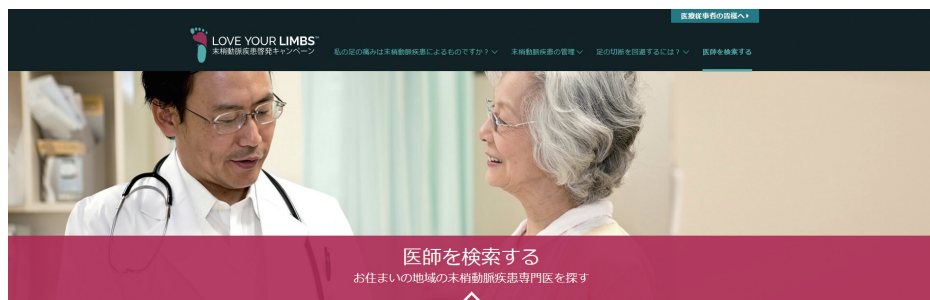 医療従事者の皆様へ
LOVE YOUR LIMBS™
末梢動脈疾患啓発キャンペーン
私の足の痛みは末梢動脈疾患によるものですか？ 末梢動脈疾患の管理 足の切断を回避するには？ 医師を検索する
医師を検索する
お住まいの地域の末梢動脈疾患専門医を探す